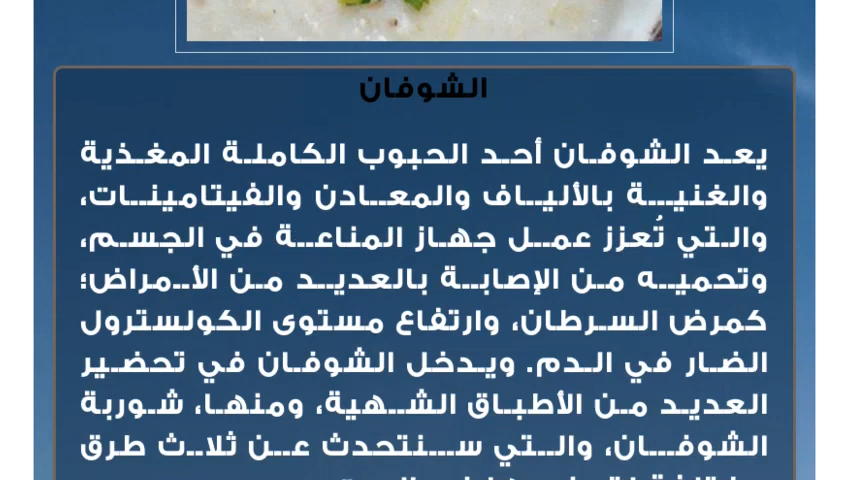 الشوفان
يعد الشوفان أحد الحبوب الكاملة المغذية
والغنية بالألياف والمعادن والفيتامينات،
والتي تُعزز عمل جهاز المناعة في الجسم،
وتحميه من الإصابة بالعديد من الأمراض؛
كمرض السرطان، وارتفاع مستوى الكولسترول
الضار في الدم. ويدخل الشوفان في تحضير
العديد من الأطباق الشهية، ومنها، شوربة
الشوفان، والتي سنتحدث عن ثلاث طرق